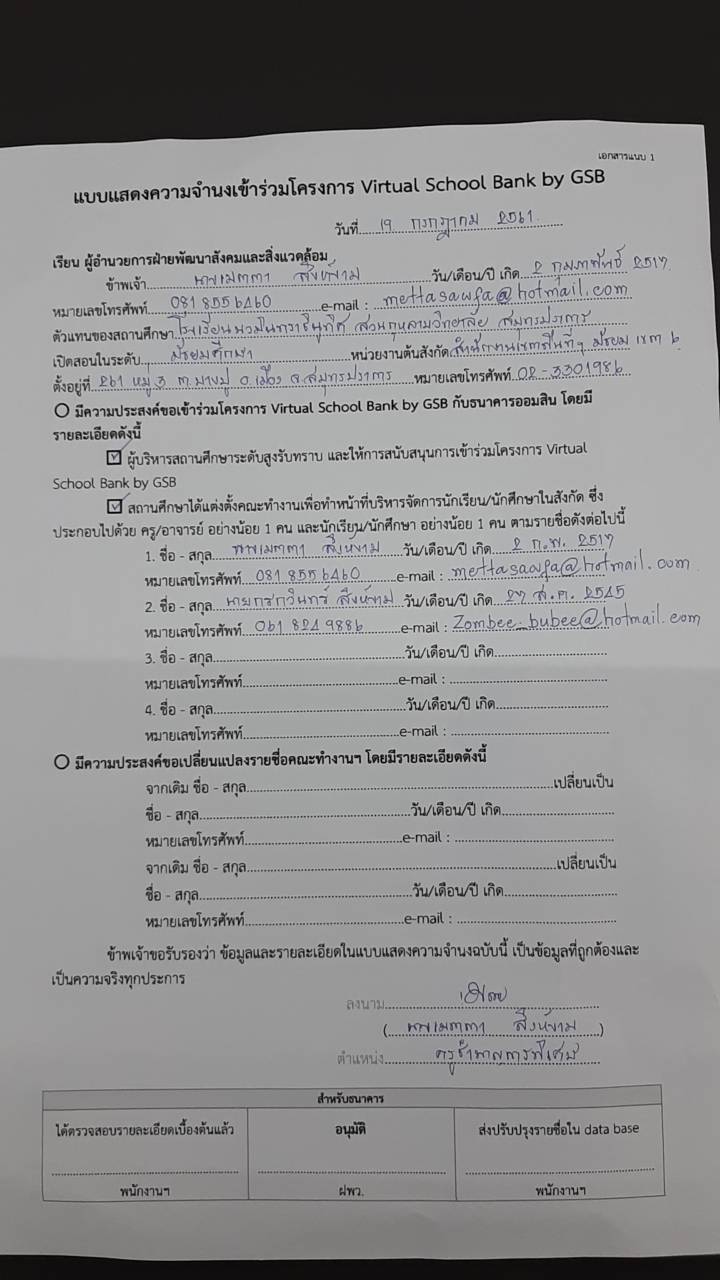 เอกสารแนบ 1
แบบแสดงความจำนงเข้าร่วมโครงการ Virtual School Bank by GSB
วันที่ 19 กรกฎาคม 2561
เรียน ผู้อำนวยการฝ่ายพัฒนาสังคมและสิ่งแวดล้อม
ข้าพเจ้า นางเมตตา สิงห์งาม วัน/เดือน/ปี เกิด 2 กุมภาพันธ์ 2517
หมายเลขโทรศัพท์ 081 8556460 e-mail : mettasawfa@hotmail.com
ตัวแทนของสถานศึกษา โรงเรียนนวมินทราชินูทิศ สวนกุหลาบวิทยาลัย สมุทรปราการ
เปิดสอนในระดับ มัธยมศึกษา หน่วยงานต้นสังกัด สำนักงานเขตพื้นที่ฯ มัธยม เขต 6
ตั้งอยู่ที่ 261 หมู่ 3 ต.บางปู อ.เมือง จ.สมุทรปราการ หมายเลขโทรศัพท์ 02-3301986
มีความประสงค์ขอเข้าร่วมโครงการ Virtual School Bank by GSB กับธนาคารออมสิน โดยมี
รายละเอียดดังนี้
ผู้บริหารสถานศึกษาระดับสูงรับทราบ และให้การสนับสนุนการเข้าร่วมโครงการ Virtual
School Bank by GSB
สถานศึกษาได้แต่งตั้งคณะทำงานเพื่อทำหน้าที่บริหารจัดการนักเรียน/นักศึกษาในสังกัด ซึ่ง
ประกอบไปด้วย ครู/อาจารย์ อย่างน้อย 1 คน และนักเรียน/นักศึกษา อย่างน้อย 1 คน ตามรายชื่อดังต่อไปนี้
1. ชื่อ - สกุล นางเมตตา สิงห์งาม วัน/เดือน/ปี เกิด 2 ก.พ. 2517
หมายเลขโทรศัพท์ 081 8556460 e-mail : mettasawfa@hotmail.com
2. ชื่อ - สกุล นาย สิงห์งาม วัน/เดือน/ปี เกิด 27 ส.ค. 2545
หมายเลขโทรศัพท์ 061 8249886 e-mail : Zombee-bubee@hotmail.com
3. ชื่อ - สกุล วัน/เดือน/ปี เกิด
หมายเลขโทรศัพท์ e-mail :
4. ชื่อ - สกุล วัน/เดือน/ปี เกิด
หมายเลขโทรศัพท์ e-mail :
มีความประสงค์ขอเปลี่ยนแปลงรายชื่อคณะทำงานฯ โดยมีรายละเอียดดังนี้
จากเดิม ชื่อ - สกุล เปลี่ยนเป็น
ชื่อ - สกุล วัน/เดือน/ปี เกิด
หมายเลขโทรศัพท์ e-mail :
จากเดิม ชื่อ - สกุล เปลี่ยนเป็น
ชื่อ - สกุล วัน/เดือน/ปี เกิด
หมายเลขโทรศัพท์ e-mail :
ข้าพเจ้าขอรับรองว่า ข้อมูลและรายละเอียดในแบบแสดงความจำนงฉบับนี้ เป็นข้อมูลที่ถูกต้องและ
เป็นความจริงทุกประการ
ลงนาม
( นางเมตตา สิงห์งาม )
ตำแหน่ง ครูชำนาญการพิเศษ
สำหรับธนาคาร
ได้ตรวจสอบรายละเอียดเบื้องต้นแล้ว อนุมัติ ส่งปรับปรุงรายชื่อใน data base
พนักงานฯ ฝพว. พนักงานฯ